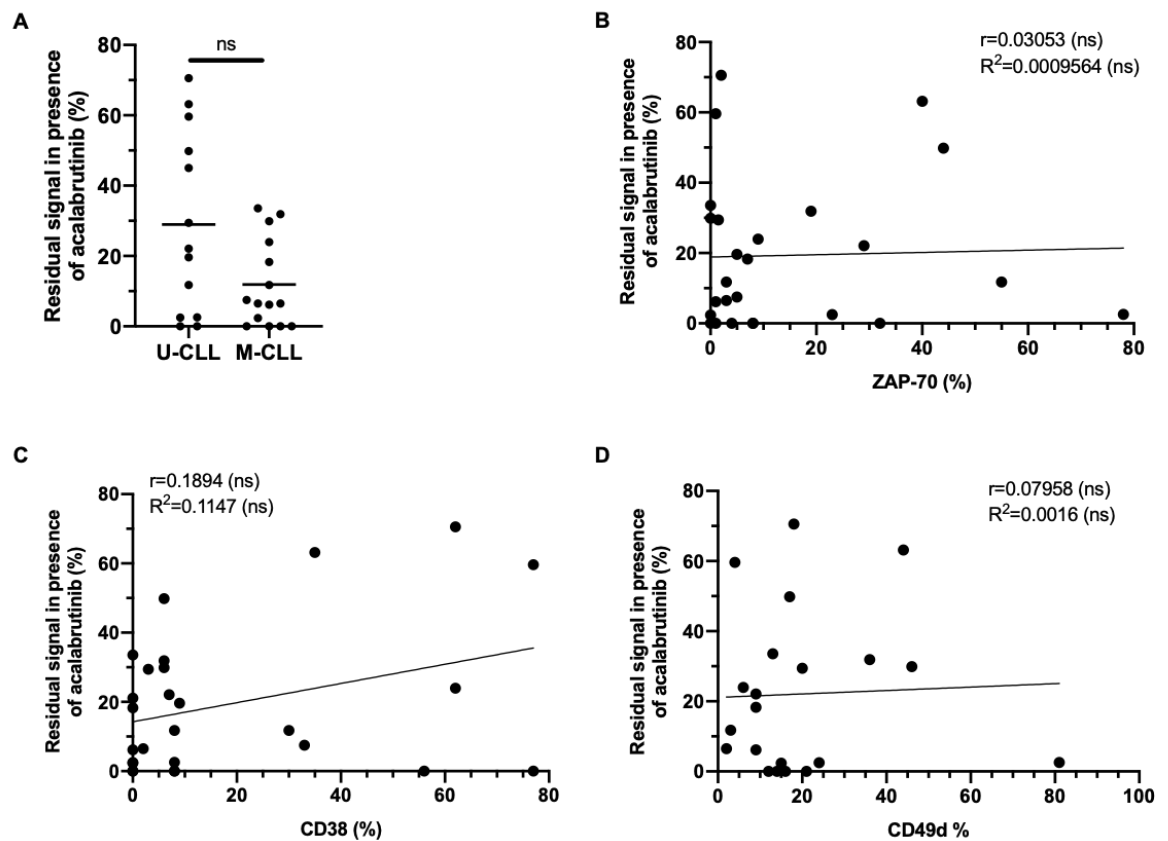 A
ns
Residual signal in presence
of acalabrutinib (%)
80
60
40
20
0
U-CLL M-CLL
B
r=0.03053 (ns)
R²=0.0009564 (ns)
Residual signal in presence
of acalabrutinib (%)
80
60
40
20
0
0 20 40 60 80
ZAP-70 (%)
C
r=0.1894 (ns)
R²=0.1147 (ns)
Residual signal in presence
of acalabrutinib (%)
80
60
40
20
0
0 20 40 60 80
CD38 (%)
D
r=0.07958 (ns)
R²=0.0016 (ns)
Residual signal in presence
of acalabrutinib (%)
80
60
40
20
0
0 20 40 60 80 100
CD49d %